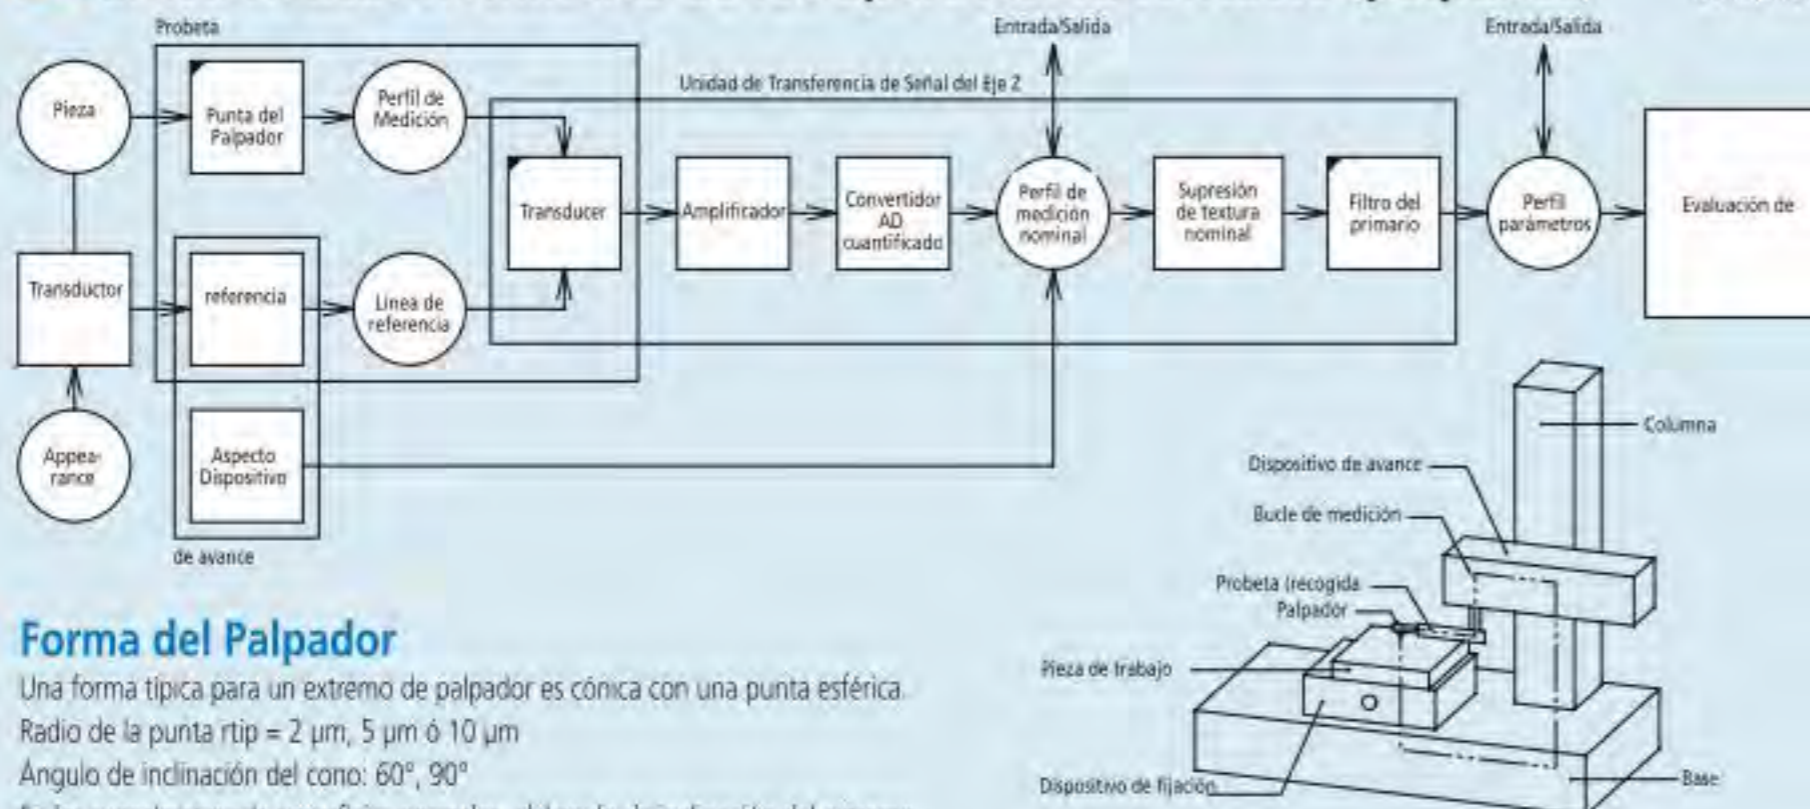 Probeta
Entrada/Salida
Entrada/Salida
Unidad de Transferencia de Señal del Eje Z
Pieza
Punta del
Palpador
Perfil de
Medición
Transducer
Amplificador
Convertidor
AD
cuantificado
Perfil de
medición
nominal
Supresión
de textura
nominal
Filtro del
primario
Perfil
parámetros
Evaluación de
Transductor
referencia
Linea de
referencia
Appea-
rance
Aspecto
Dispositivo
de avance
Columna
Dispositivo de avance
Bucle de medición
Probeta (recogida
Palpador
Pieza de trabajo
Dispositivo de fijación
Base
Forma del Palpador
Una forma típica para un extremo de palpador es cónica con una punta esférica.
Radio de la punta rtip = 2 µm, 5 µm ó 10 µm
Angulo de inclinación del cono: 60º, 90º